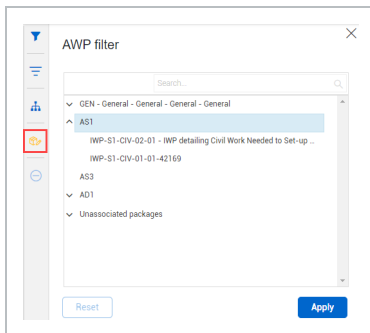 AWP filter
Search...
GEN - General - General - General - General
AS1
IWP-S1-CIV-02-01 - IWP detailing Civil Work Needed to Set-up ...
IWP-S1-CIV-01-01-42169
AS3
AD1
Unassociated packages
Reset
Apply